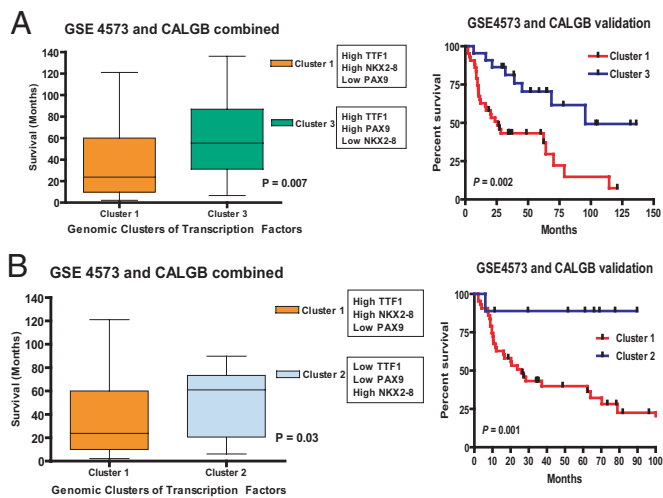 A
GSE 4573 and CALGB combined
Survival (Months)
140
120
100
80
60
40
20
0
Cluster 1
Cluster 3
Genomic Clusters of Transcription Factors
P = 0.007
Cluster 1
High TTF1
High NKX2-8
Low PAX9
Cluster 3
High TTF1
High PAX9
Low NKX2-8
GSE4573 and CALGB validation
Percent survival
100
75
50
25
0
0 25 50 75 100 125 150
Months
Cluster 1
Cluster 3
P = 0.002
B
GSE 4573 and CALGB combined
Survival (Months)
140
120
100
80
60
40
20
0
Cluster 1
Cluster 2
Genomic Clusters of Transcription Factors
P = 0.03
Cluster 1
High TTF1
High NKX2-8
Low PAX9
Cluster 2
Low TTF1
Low PAX9
High NKX2-8
GSE4573 and CALGB validation
Percent survival
100
75
50
25
0
0 10 20 30 40 50 60 70 80 90 100
Months
Cluster 1
Cluster 2
P = 0.001